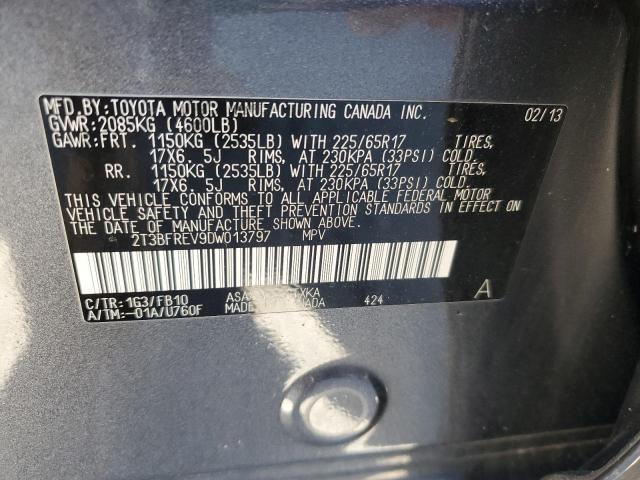 MFD.BY:TOYOTA MOTOR MANUFACTURING CANADA INC. 02/13
GVWR:2085KG (4600LB)
GAWR:FRT. 1150KG (2535LB) WITH 225/65R17 TIRES,
17X6. 5J RIMS, AT 230KPA (33PSI) COLD.
RR. 1150KG (2535LB) WITH 225/65R17 TIRES,
17X6. 5J RIMS, AT 230KPA (33PSI) COLD.
THIS VEHICLE CONFORMS TO ALL APPLICABLE FEDERAL MOTOR
VEHICLE SAFETY AND THEFT PREVENTION STANDARDS IN EFFECT ON
THE DATE OF MANUFACTURE SHOWN ABOVE.
2T3BFREV9DW013797 MPV
C/TR:1G3/FB10
A/TM:-01A/U760F
424
A